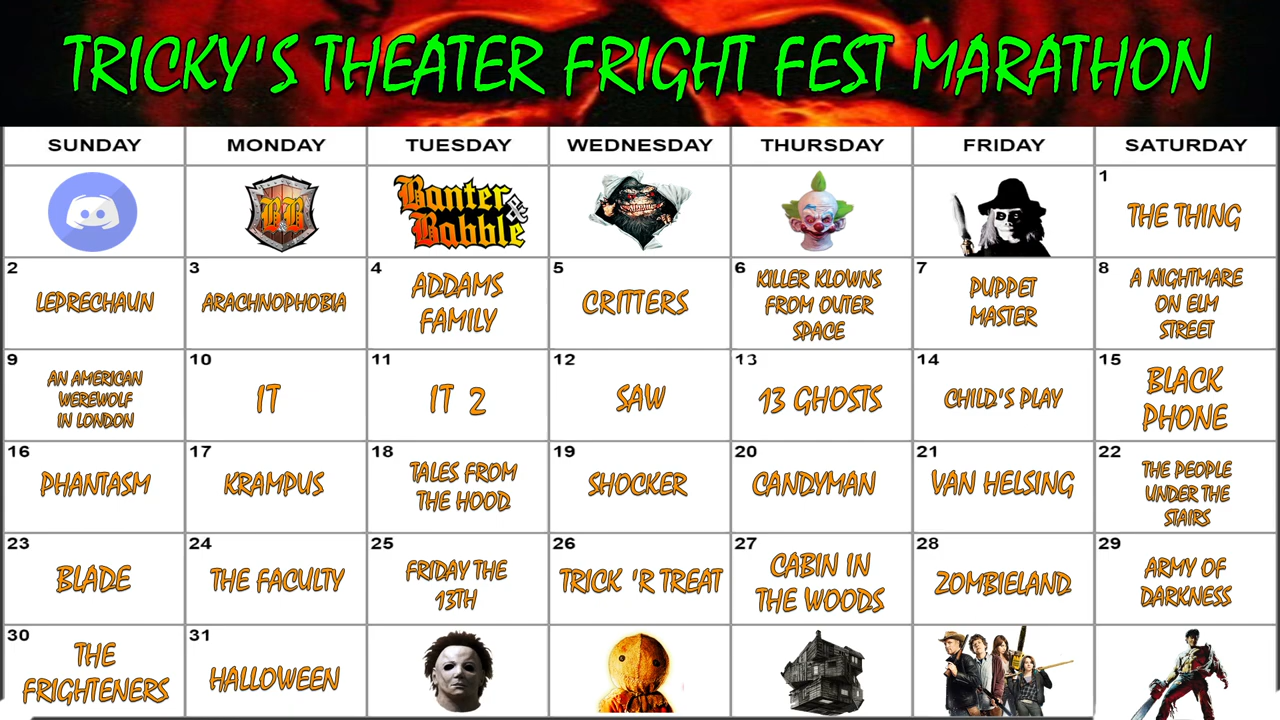 TRICKY'S THEATER FRIGHT FEST MARATHON
SUNDAY MONDAY TUESDAY WEDNESDAY THURSDAY FRIDAY SATURDAY
BB
Banter
&
Babble
1
THE THING
2
LEPRECHAUN
3
ARACHNOPHOBIA
4
ADDAMS
FAMILY
5
CRITTERS
6
KILLER KLOWNS
FROM OUTER
SPACE
7
PUPPET
MASTER
8
A NIGHTMARE
ON ELM
STREET
9
AN AMERICAN
WEREWOLF
IN LONDON
10
IT
11
IT 2
12
SAW
13
13 GHOSTS
14
CHILD'S PLAY
15
BLACK
PHONE
16
PHANTASM
17
KRAMPUS
18
TALES FROM
THE HOOD
19
SHOCKER
20
CANDYMAN
21
VAN HELSING
22
THE PEOPLE
UNDER THE
STAIRS
23
BLADE
24
THE FACULTY
25
FRIDAY THE
13TH
26
TRICK 'R TREAT
27
CABIN IN
THE WOODS
28
ZOMBIELAND
29
ARMY OF
DARKNESS
30
THE
FRIGHTENERS
31
HALLOWEEN